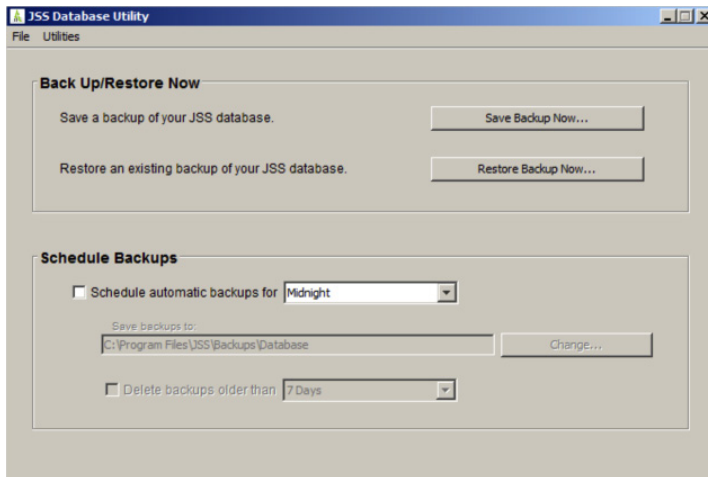 JSS Database Utility
File Utilities
Back Up/Restore Now
Save a backup of your JSS database.
Save Backup Now...
Restore an existing backup of your JSS database.
Restore Backup Now...
Schedule Backups
Schedule automatic backups for Midnight
Save backups to:
C:\Program Files\JSS\Backups\Database
Change...
Delete backups older than 7 Days